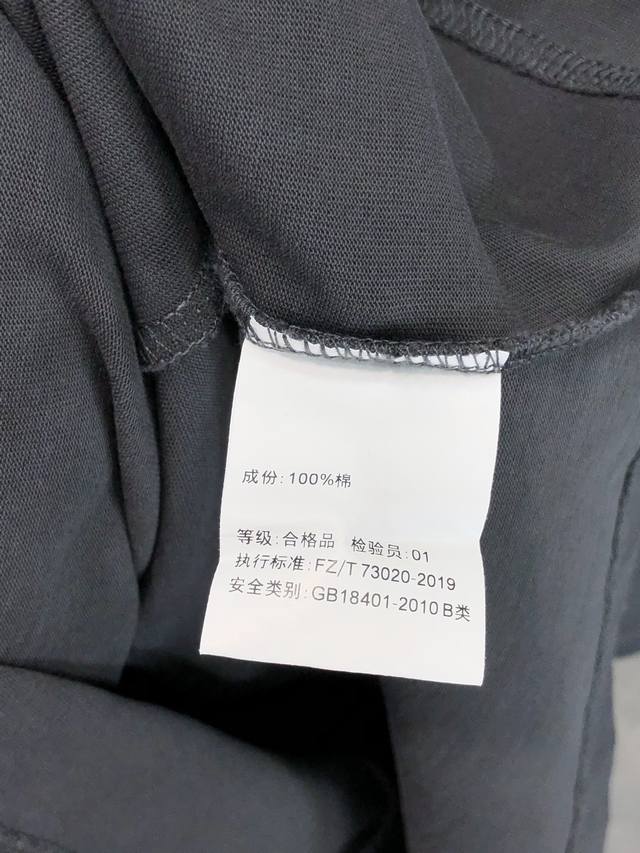 成份:100%棉
等级:合格品 检验员:01
执行标准:FZ/T 73020-2019
安全类别:GB18401-2010 B类